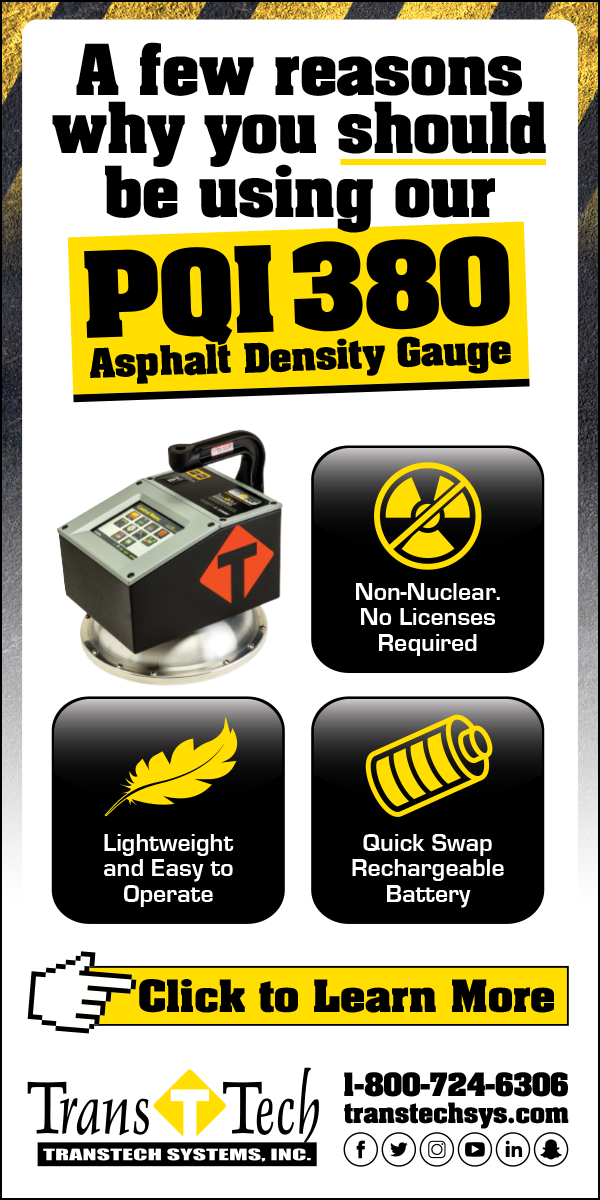 A few reasons
why you should
be using our
PQI 380
Asphalt Density Gauge
Non-Nuclear.
No Licenses
Required
Lightweight
and Easy to
Operate
Quick Swap
Rechargeable
Battery
Click to Learn More
Trans T Tech
TRANSTECH SYSTEMS, INC.
1-800-724-6306
transtechsys.com